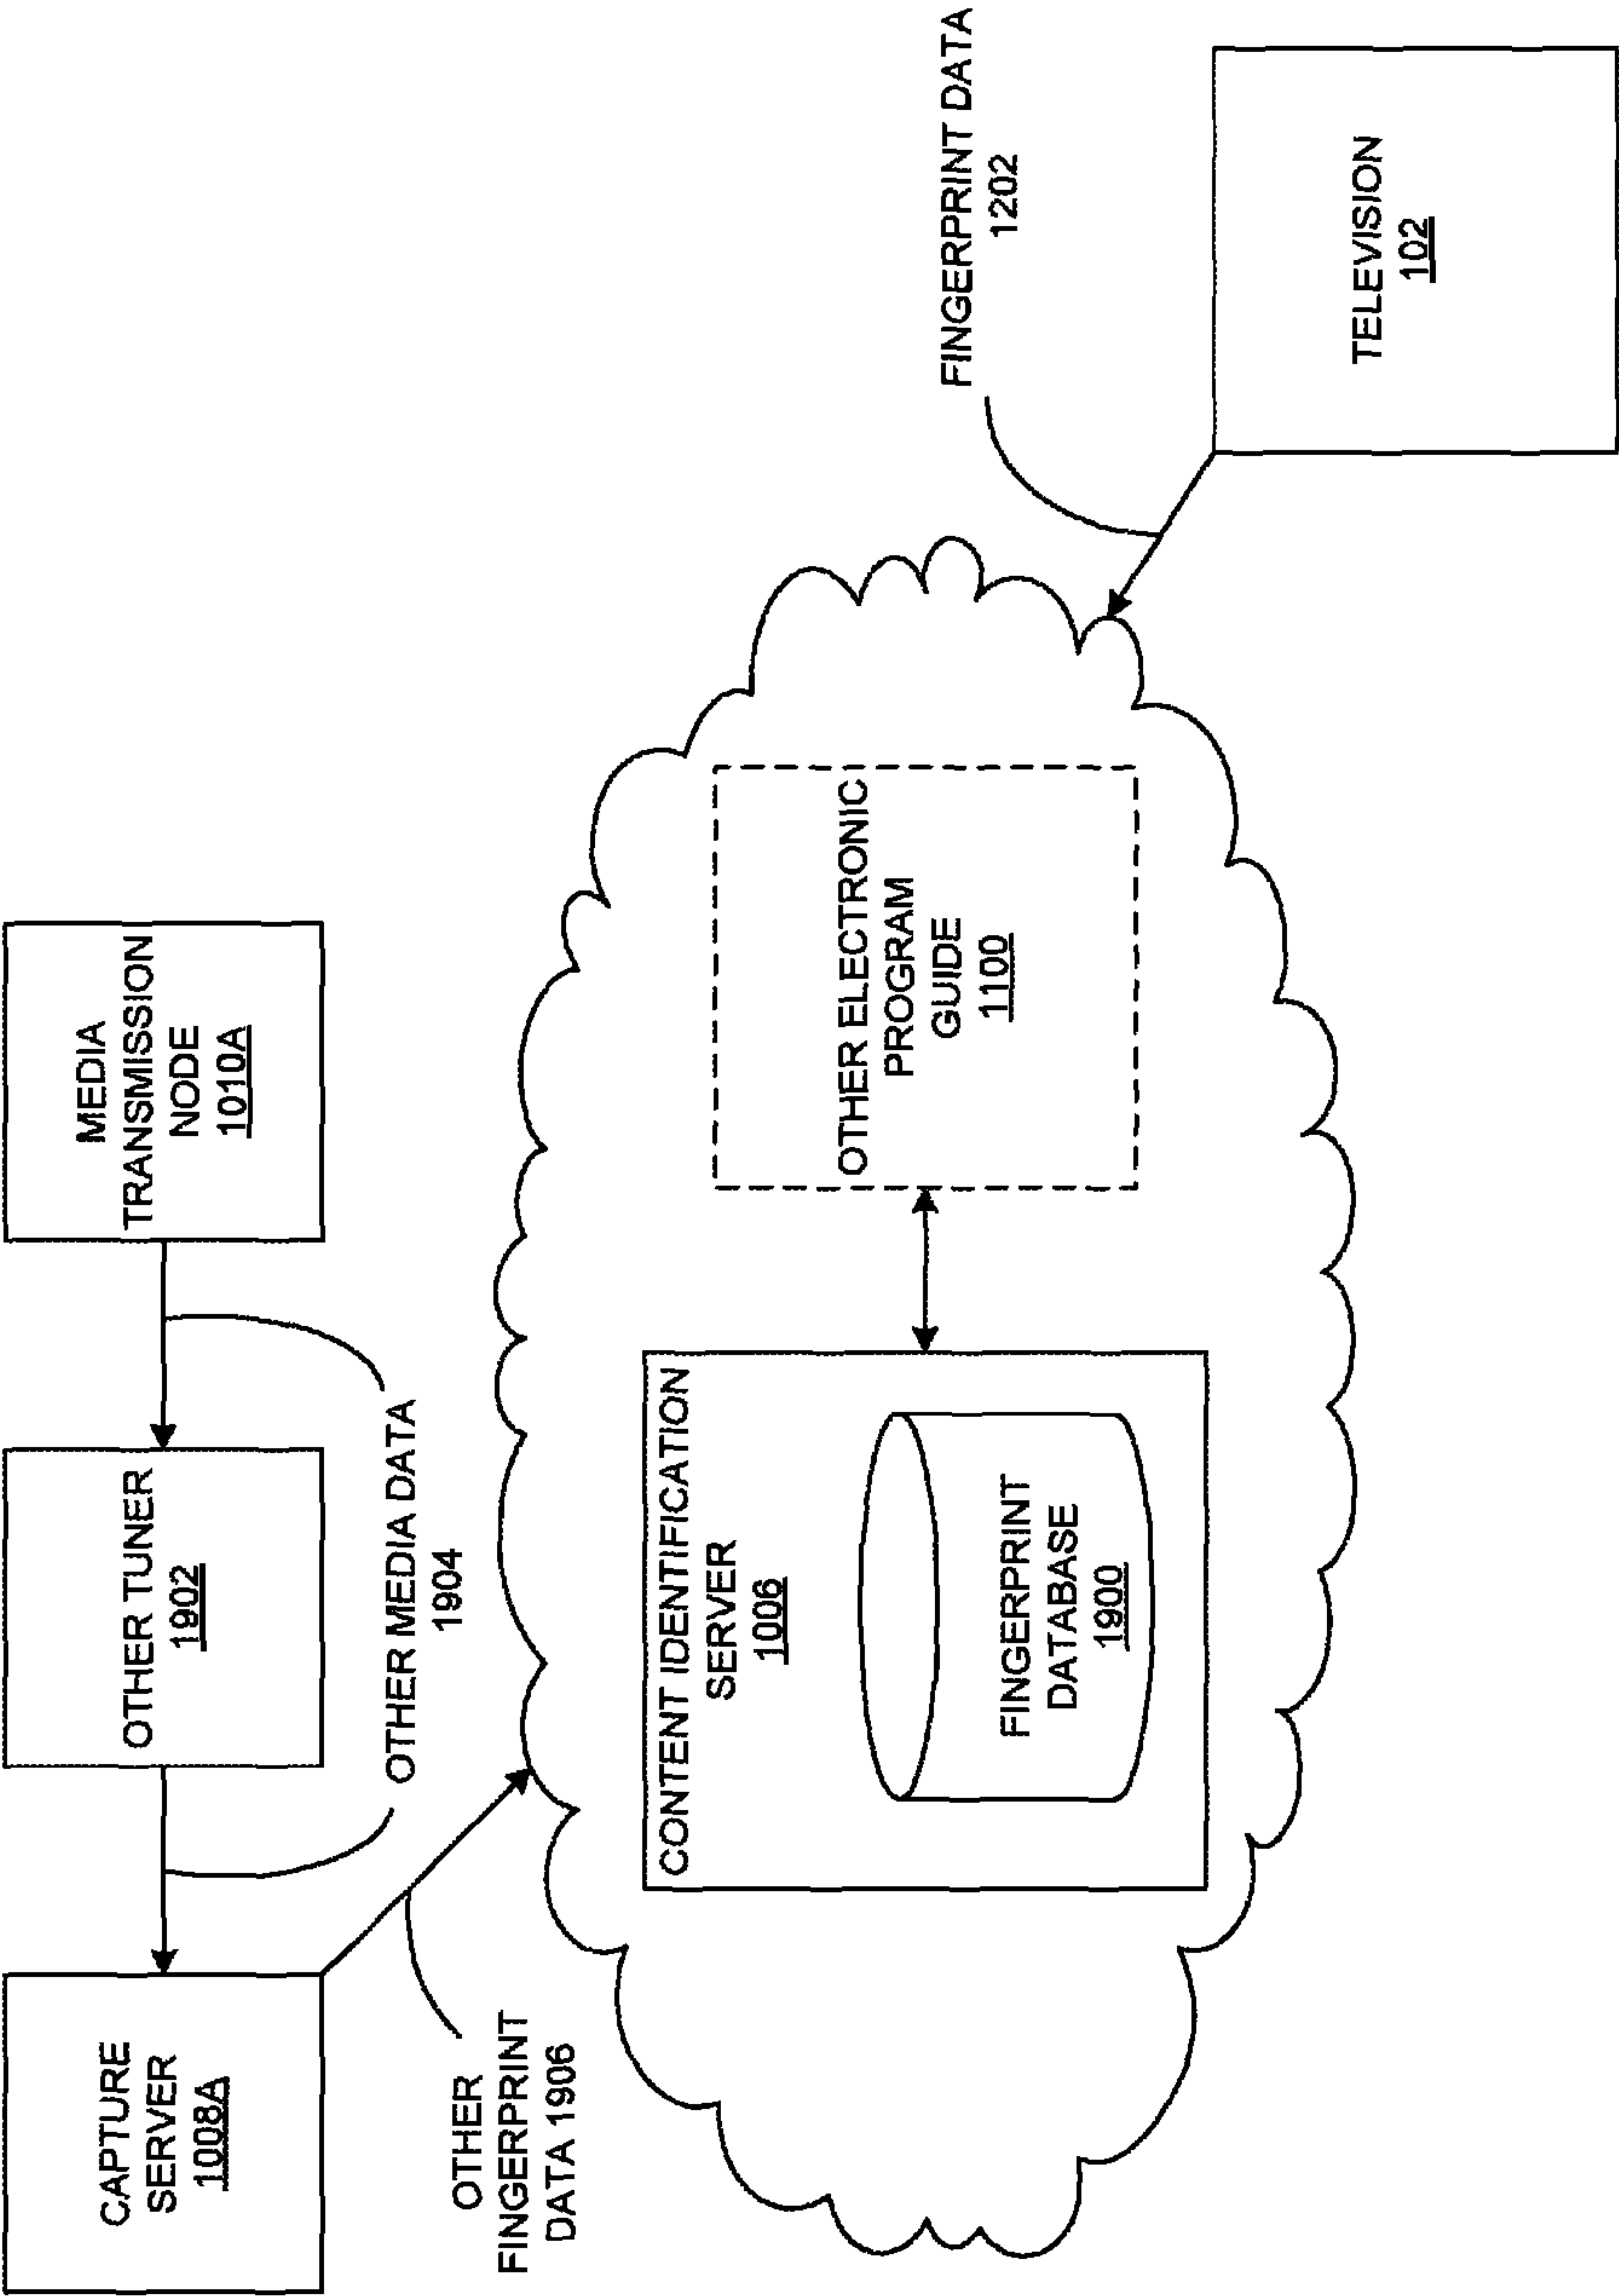 CAPTURE
SERVER
1008A
OTHER TUNER
1902
MEDIA
TRANSMISSION
NODE
1010A
OTHER MEDIA DATA
1904
OTHER
FINGERPRINT
DATA 1906
CONTENT IDENTIFICATION
SERVER
1006
FINGERPRINT
DATABASE
1900
OTHER ELECTRONIC
PROGRAM
GUIDE
1100
FINGERPRINT DATA
1202
TELEVISION
102